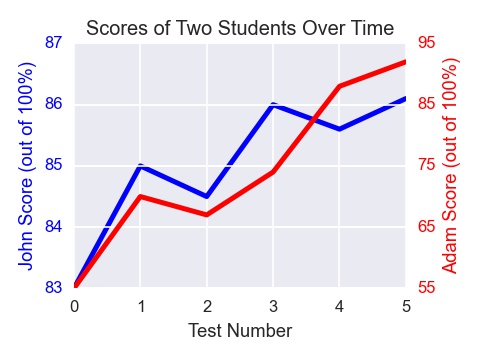 Scores of Two Students Over Time
John Score (out of 100%)
87
86
85
84
83
95
85
75
65
55
Adam Score (out of 100%)
0 1 2 3 4 5
Test Number